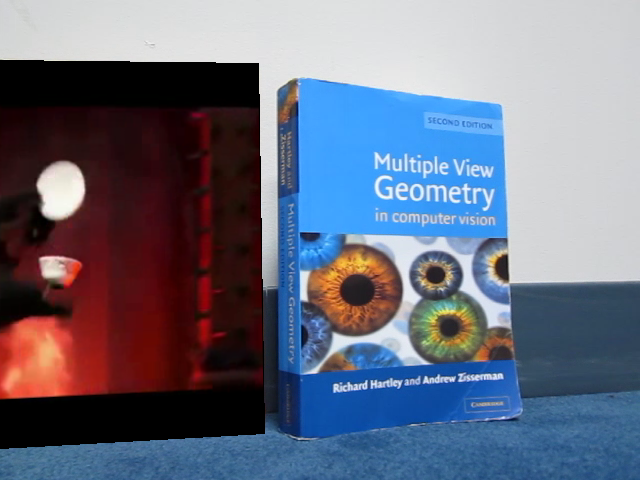 SECOND EDITION
Multiple View
Geometry
in computer vision
Richard Hartley and Andrew Zisserman
CAMBRIDGE
Hartley and
Zisserman
Multiple View Geometry